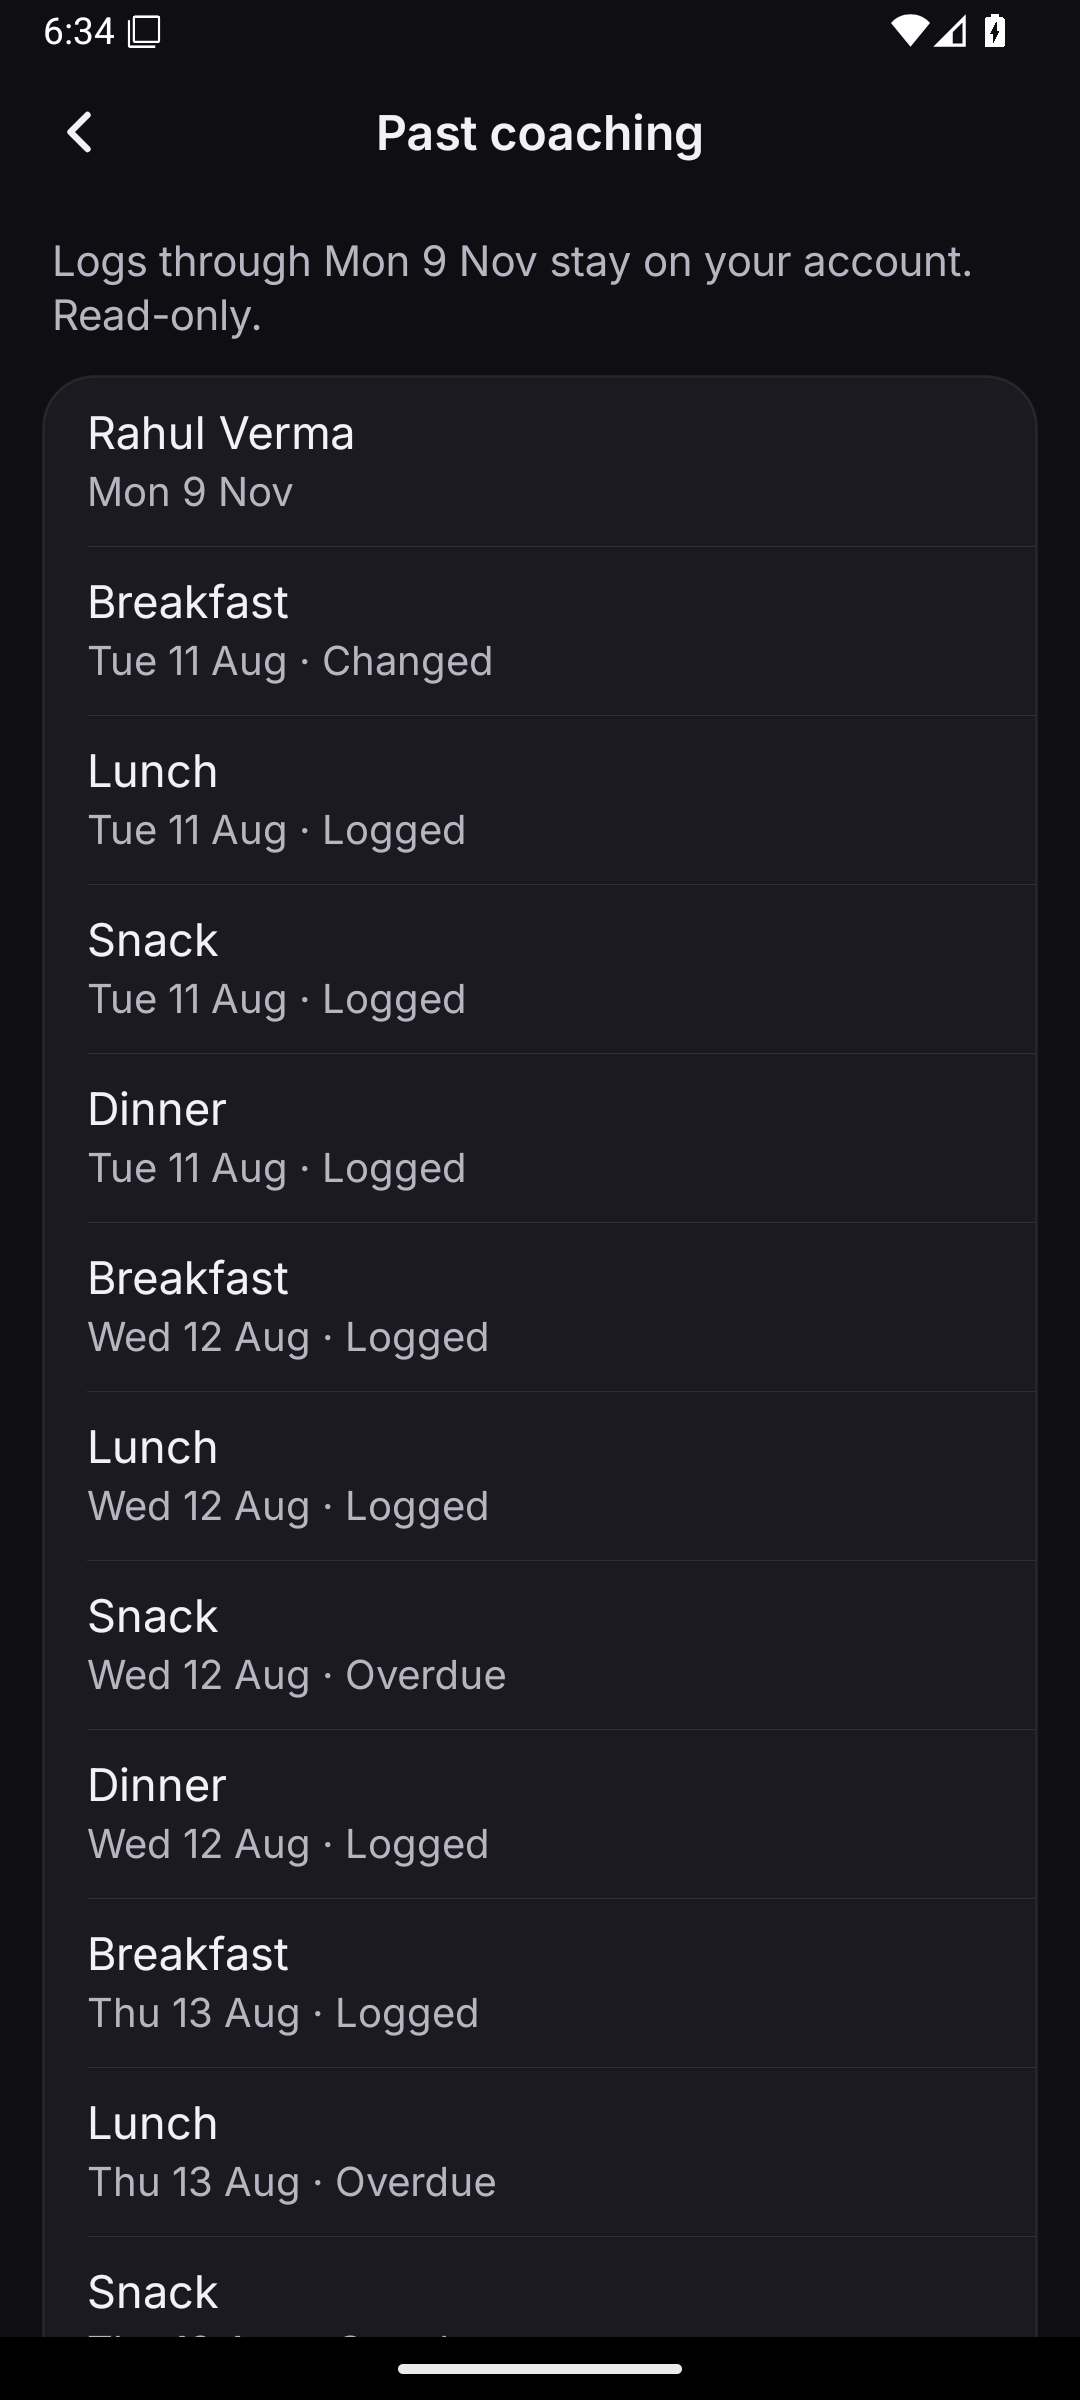 6:34
Past coaching
Logs through Mon 9 Nov stay on your account.
Read-only.
Rahul Verma
Mon 9 Nov
Breakfast
Tue 11 Aug · Changed
Lunch
Tue 11 Aug · Logged
Snack
Tue 11 Aug · Logged
Dinner
Tue 11 Aug · Logged
Breakfast
Wed 12 Aug · Logged
Lunch
Wed 12 Aug · Logged
Snack
Wed 12 Aug · Overdue
Dinner
Wed 12 Aug · Logged
Breakfast
Thu 13 Aug · Logged
Lunch
Thu 13 Aug · Overdue
Snack